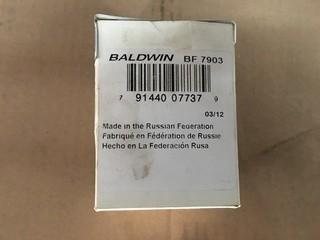 BALDWIN BF 7903
7 91440 07737 9
03/12
Made in the Russian Federation
Fabriqué en Fédération de Russie
Hecho en La Federación Rusa